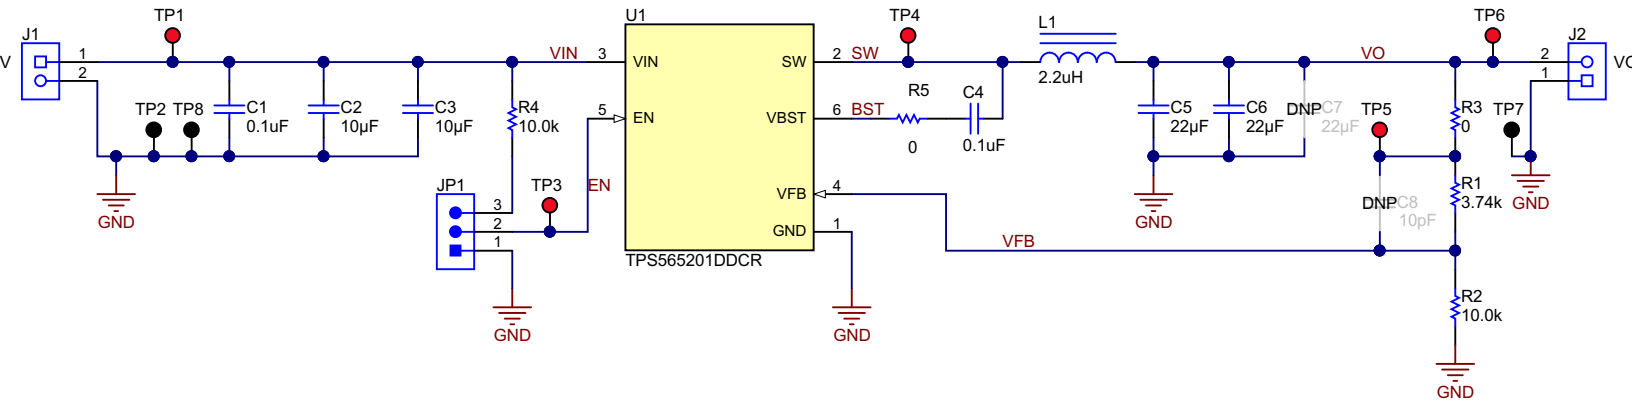 J1
V
1
2
TP1
TP2
TP8
C1
0.1uF
C2
10µF
C3
10µF
GND
R4
10.0k
VIN
3
5
JP1
3
2
1
TP3
EN
GND
U1
VIN
EN
SW
VBST
VFB
GND
TPS565201DDCR
2
SW
6
BST
4
1
GND
TP4
R5
0
C4
0.1uF
L1
2.2uH
VFB
C5
22µF
C6
22µF
DNP
C7
22µF
GND
VO
TP5
DNP
C8
10pF
R3
0
R1
3.74k
R2
10.0k
GND
TP6
TP7
2
1
J2
GND